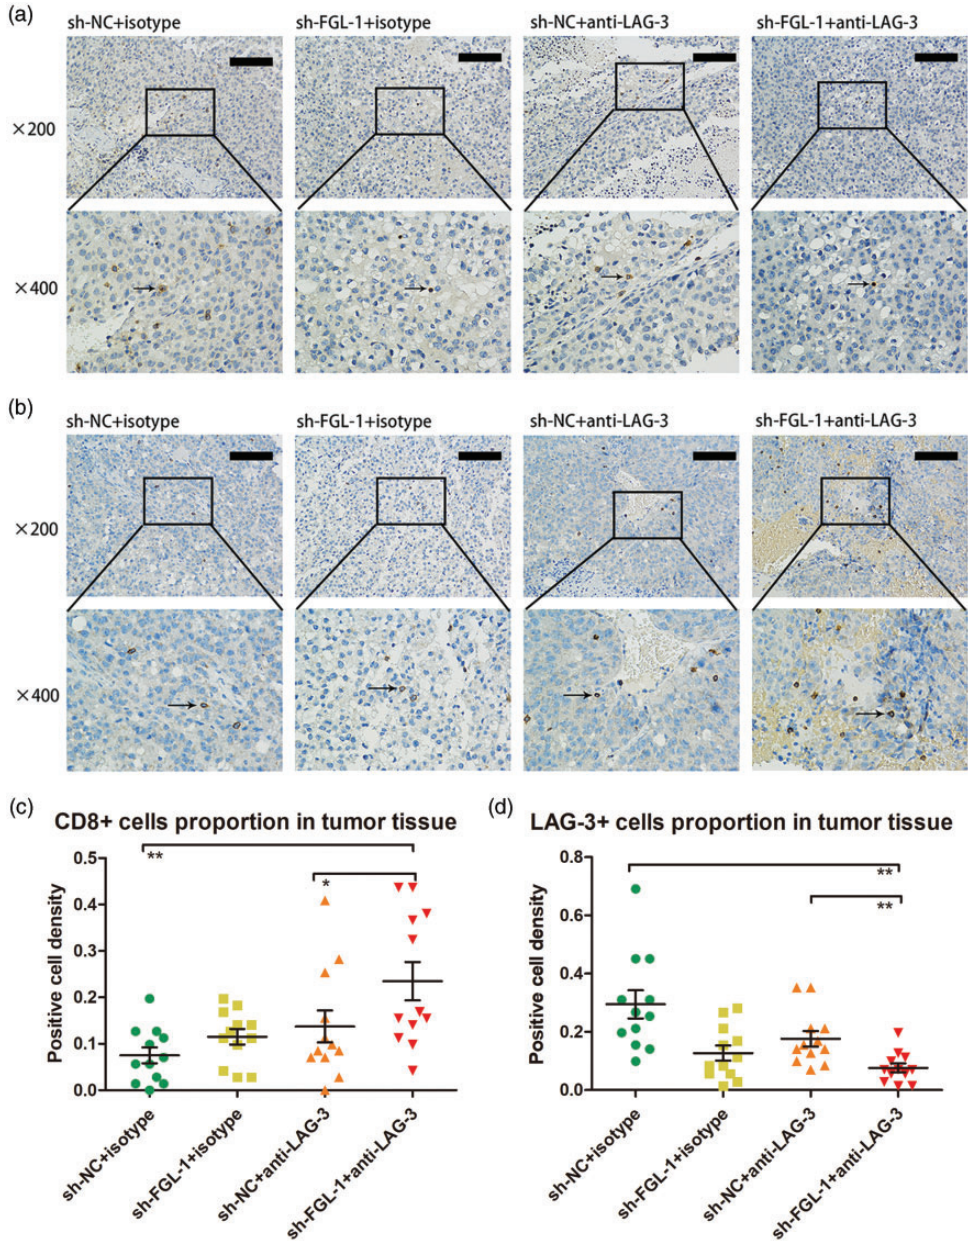 (a)
sh-NC+isotype sh-FGL-1+isotype sh-NC+anti-LAG-3 sh-FGL-1+anti-LAG-3
×200
×400
(b)
sh-NC+isotype sh-FGL-1+isotype sh-NC+anti-LAG-3 sh-FGL-1+anti-LAG-3
×200
×400
(c)
CD8+ cells proportion in tumor tissue
Positive cell density
0.5
0.4
0.3
0.2
0.1
0.0
**
*
sh-NC+isotype
sh-FGL-1+isotype
sh-NC+anti-LAG-3
sh-FGL-1+anti-LAG-3
(d)
LAG-3+ cells proportion in tumor tissue
Positive cell density
0.8
0.6
0.4
0.2
0.0
**
**
sh-NC+isotype
sh-FGL-1+isotype
sh-NC+anti-LAG-3
sh-FGL-1+anti-LAG-3